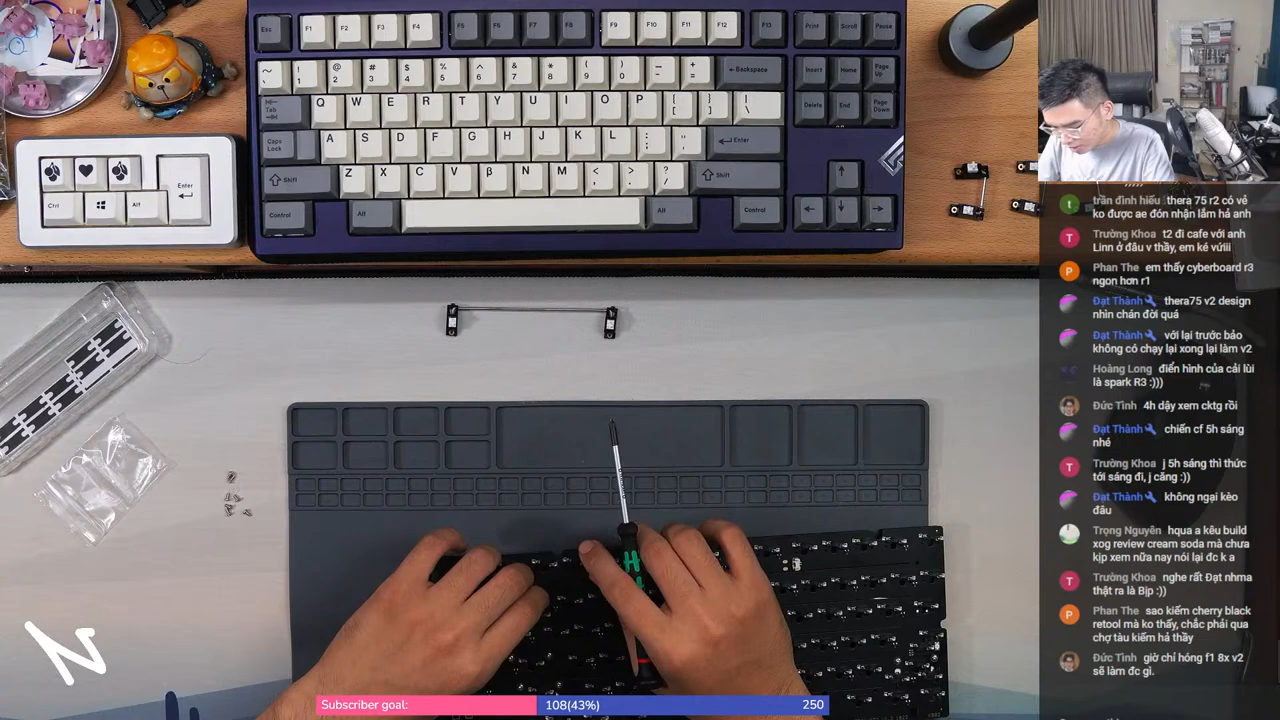 Esc F1 F2 F3 F4 F5 F6 F7 F8 F9 F10 F11 F12 F13 Print Scroll Pause
~ ! @ 2 # 3 $ 4 % 5 ^ 6 & 7 * 8 ( 9 ) 0 - + = Backspace Insert Home Page Up
Tab Q W E R T Y U I O P [ ] \ Delete End Page Down
Caps Lock A S D F G H J K L : ; Enter
Shift Z X C V B N M < , > . ? / Shift
Control Alt Alt Control
Enter
Ctrl Alt
trần đình hiếu thera 75 r2 có vẻ
ko được ae đón nhận lắm hả anh
Trường Khoa t2 đi cafe với anh
Linn ở đâu v thầy, em ké vứiii
Phan The em thấy cyberboard r3
ngon hơn r1
Đạt Thành thera75 v2 design
nhìn chán đời quá
Đạt Thành với lại trước bảo
không có chạy lại xong lại làm v2
Hoàng Long điển hình của cải lùi
là spark R3 :)))
Đức Tình 4h dậy xem cktg rồi
Đạt Thành chiến cf 5h sáng
nhé
Trường Khoa j 5h sáng thì thức
tới sáng đi, j căng :))
Đạt Thành không ngại kèo
đâu
Trọng Nguyên hqua a kêu build
xog review cream soda mà chưa
kịp xem nữa nay nói lại đc k a
Trường Khoa nghe rất Đạt nhma
thật ra là Bịp :))
Phan The sao kiếm cherry black
retool mà ko thấy, chắc phải qua
chợ tàu kiếm hả thầy
Đức Tình giờ chỉ hóng f1 8x v2
sẽ làm đc gì.
Subscriber goal: 108(43%) 250